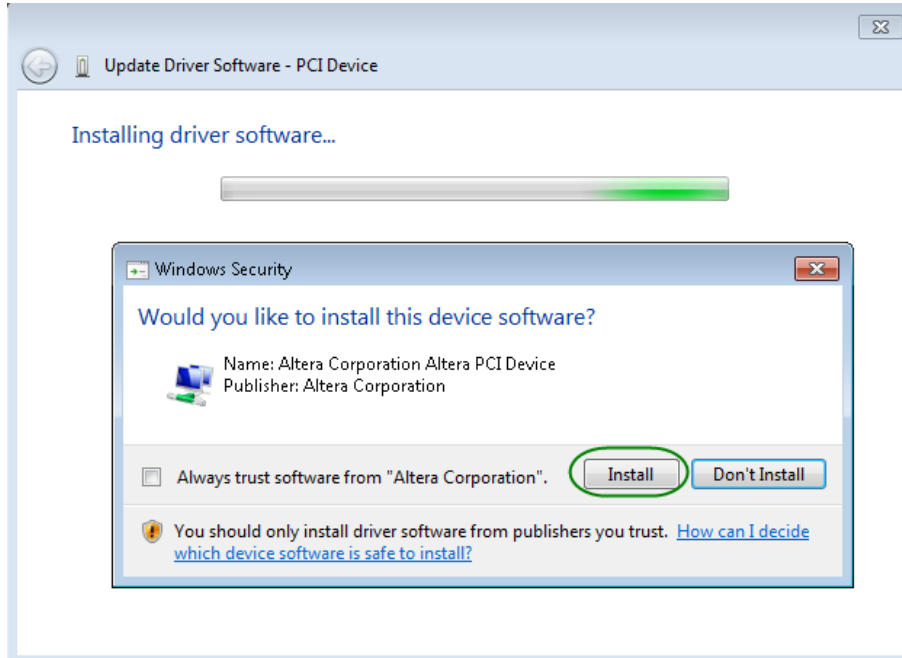 Update Driver Software - PCI Device
Installing driver software...
Windows Security
Would you like to install this device software?
Name: Altera Corporation Altera PCI Device
Publisher: Altera Corporation
Always trust software from "Altera Corporation".
Install
Don't Install
You should only install driver software from publishers you trust. How can I decide
which device software is safe to install?